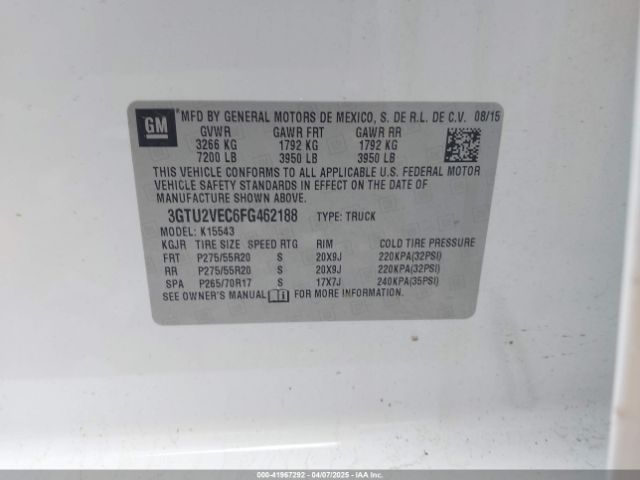 GM
*MFD BY GENERAL MOTORS DE MEXICO, S. DE R.L. DE C.V. 08/15
GVWR GAWR FRT GAWR RR
3266 KG 1792 KG 1792 KG
7200 LB 3950 LB 3950 LB
THIS VEHICLE CONFORMS TO ALL APPLICABLE U.S. FEDERAL MOTOR
VEHICLE SAFETY STANDARDS IN EFFECT ON THE DATE OF
MANUFACTURE SHOWN ABOVE.
3GTU2VEC6FG462188 TYPE: TRUCK
MODEL: K15543
KGJR TIRE SIZE SPEED RTG RIM COLD TIRE PRESSURE
FRT P275/55R20 S 20X9J 220KPA(32PSI)
RR P275/55R20 S 20X9J 220KPA(32PSI)
SPA P265/70R17 S 17X7J 240KPA(35PSI)
SEE OWNER'S MANUAL FOR MORE INFORMATION.
000-41967292 - 04/07/2025 - Copyright IAA, LLC